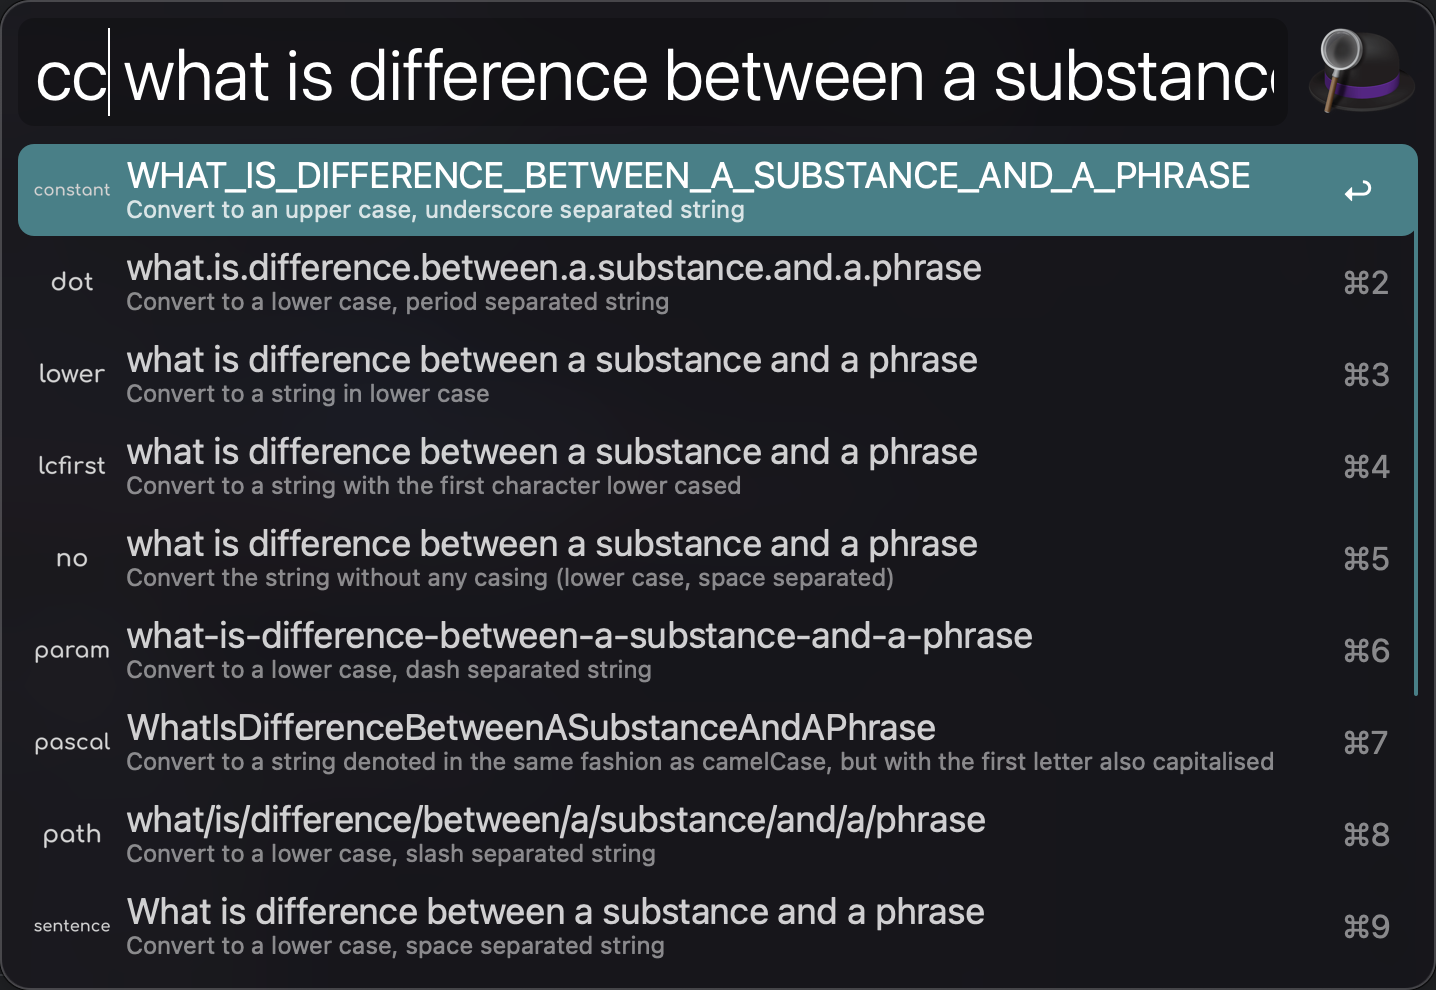 cc what is difference between a substanc
constant
WHAT_IS_DIFFERENCE_BETWEEN_A_SUBSTANCE_AND_A_PHRASE
Convert to an upper case, underscore separated string
dot
what.is.difference.between.a.substance.and.a.phrase
Convert to a lower case, period separated string
⌘2
lower
what is difference between a substance and a phrase
Convert to a string in lower case
⌘3
lcfirst
what is difference between a substance and a phrase
Convert to a string with the first character lower cased
⌘4
no
what is difference between a substance and a phrase
Convert the string without any casing (lower case, space separated)
⌘5
param
what-is-difference-between-a-substance-and-a-phrase
Convert to a lower case, dash separated string
⌘6
pascal
WhatIsDifferenceBetweenASubstanceAndAPhrase
Convert to a string denoted in the same fashion as camelCase, but with the first letter also capitalised
⌘7
path
what/is/difference/between/a/substance/and/a/phrase
Convert to a lower case, slash separated string
⌘8
sentence
What is difference between a substance and a phrase
Convert to a lower case, space separated string
⌘9